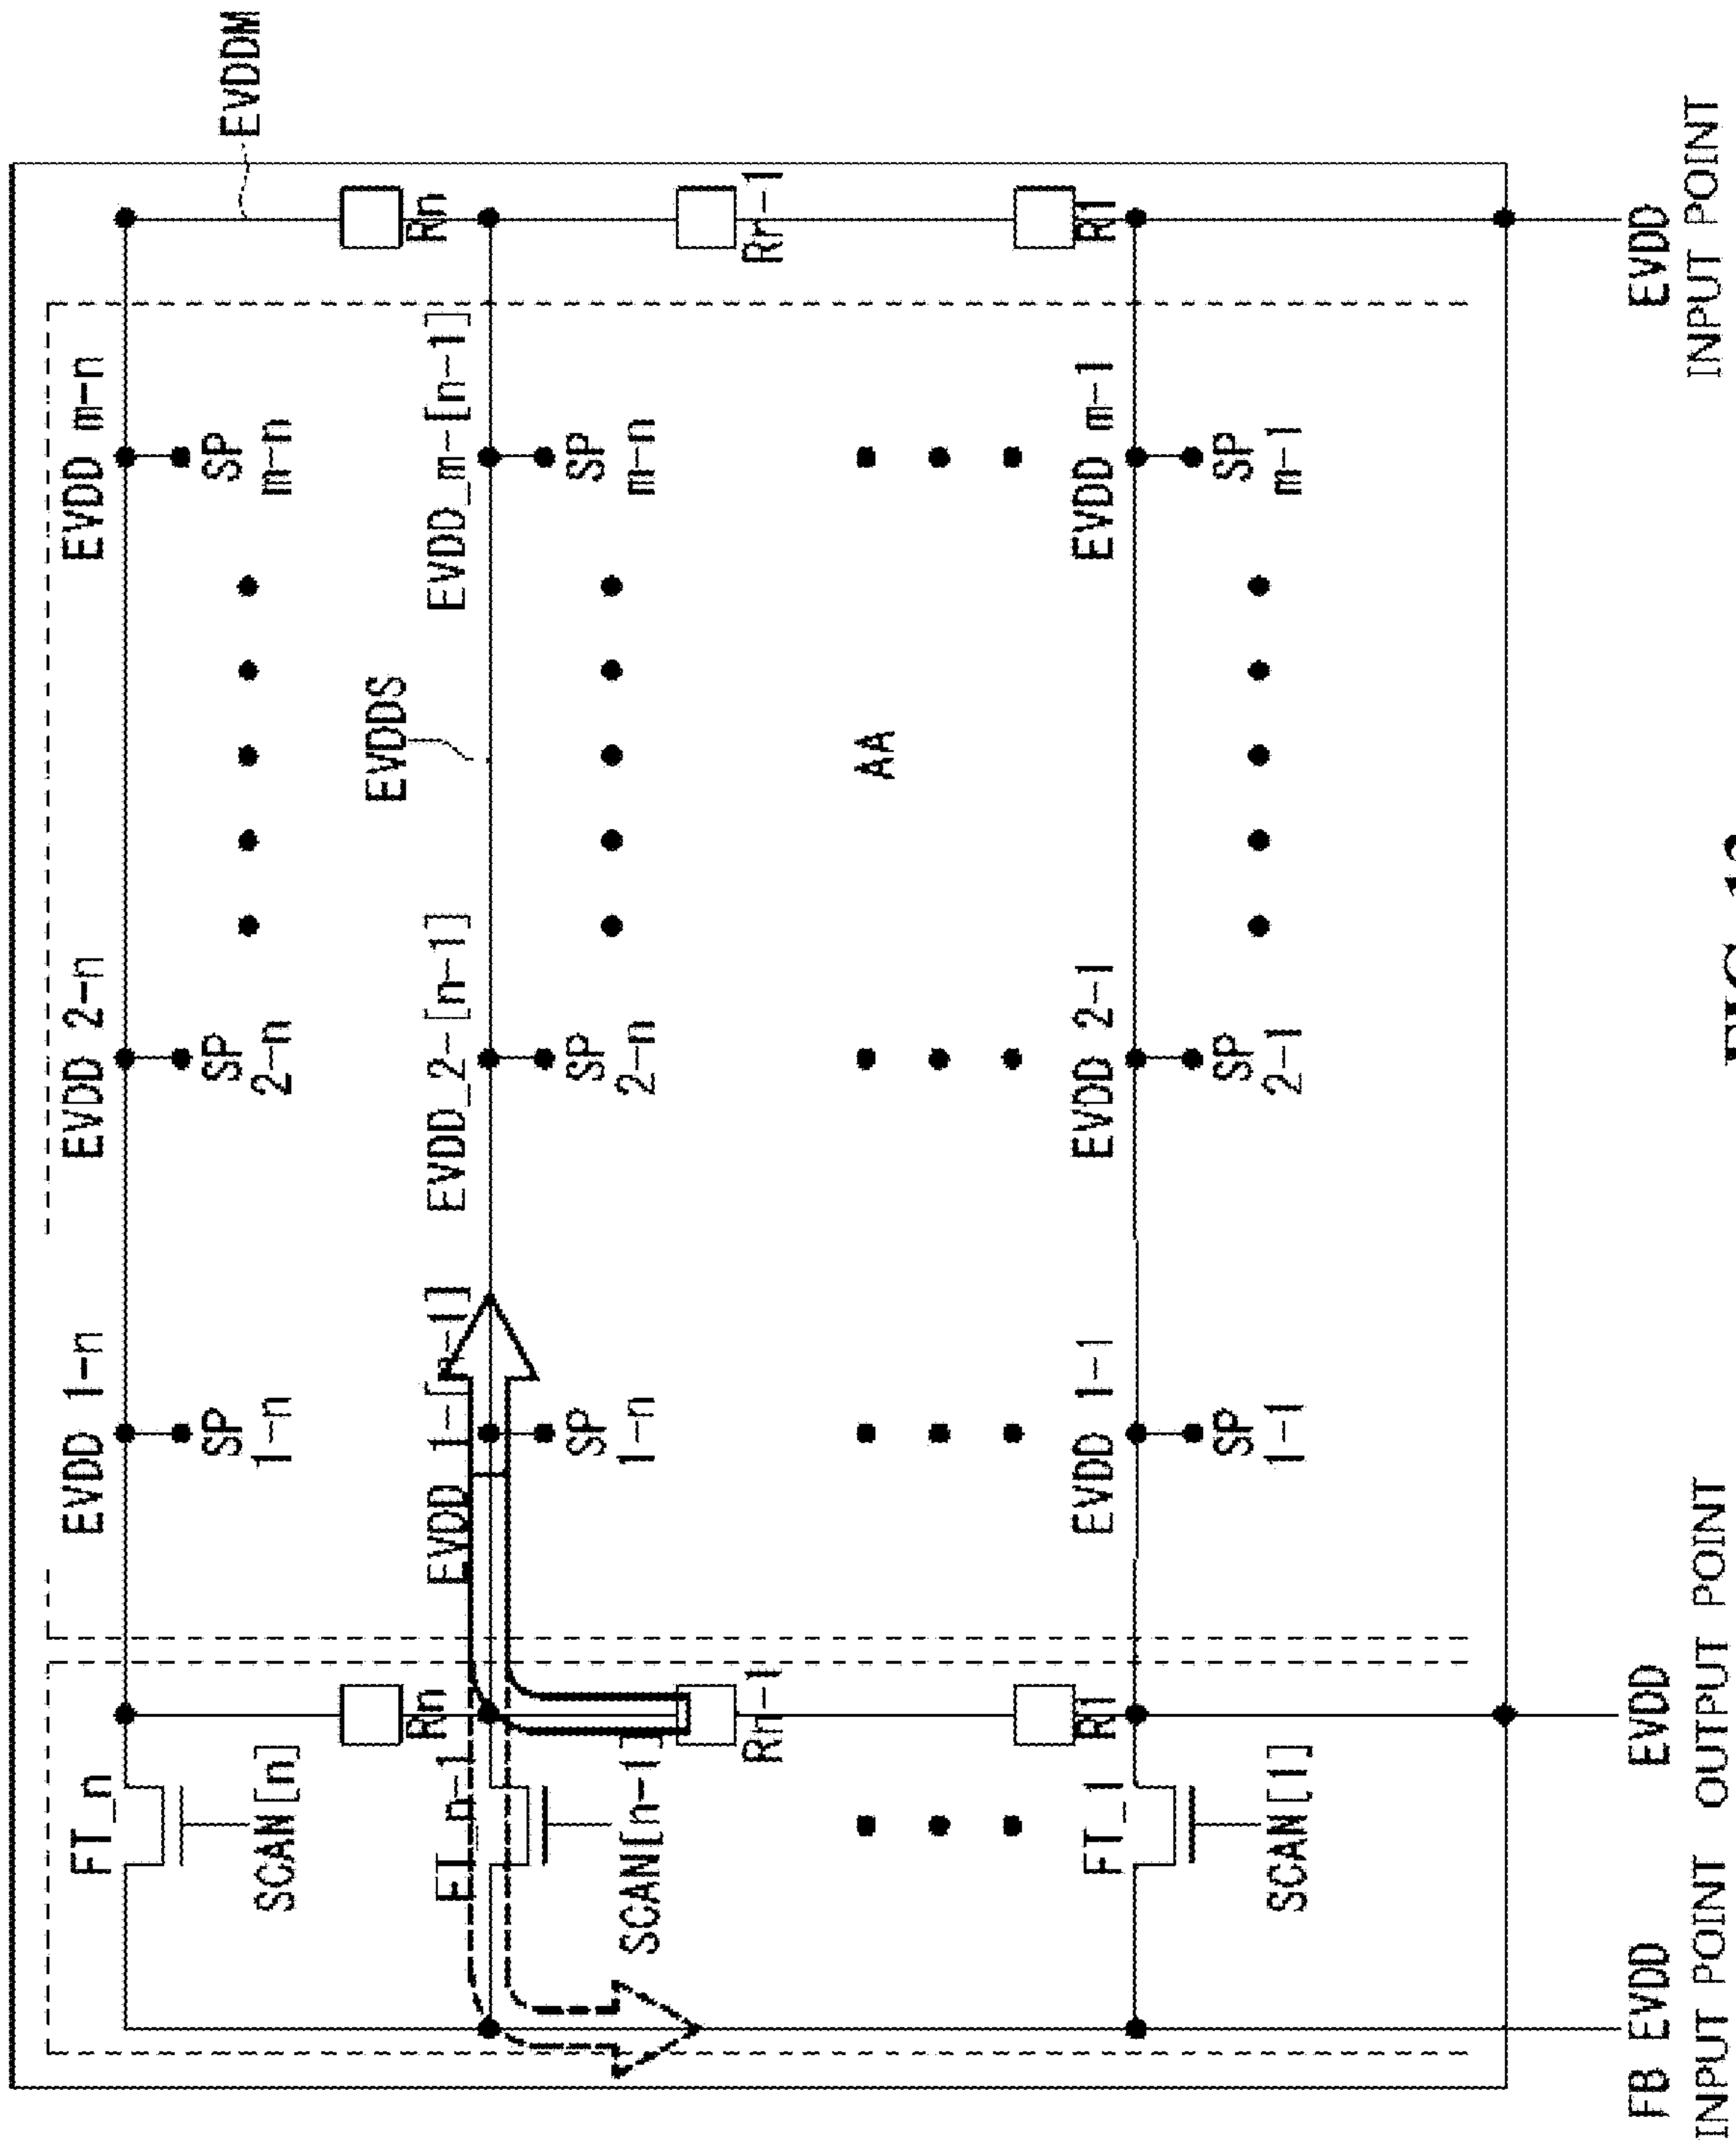 FT_n EVDD 1-n EVDD 2-n EVDD m-n
SP SP SP EVDDM
SCAN[n] 1-n 2-n m-n
EVDDS
Rn Rn
EVDD_2-[n-1] EVDD_m-[n-1]
SP SP SP
SCAN[n-1] 1-n 2-n m-n
Rn-1 Rn-1
AA
FT_1 R1 EVDD 1-1 EVDD 2-1 EVDD m-1 R1
SP SP SP
SCAN[1] 1-1 2-1 m-1
FB EVDD EVDD EVDD
INPUT POINT OUTPUT POINT INPUT POINT